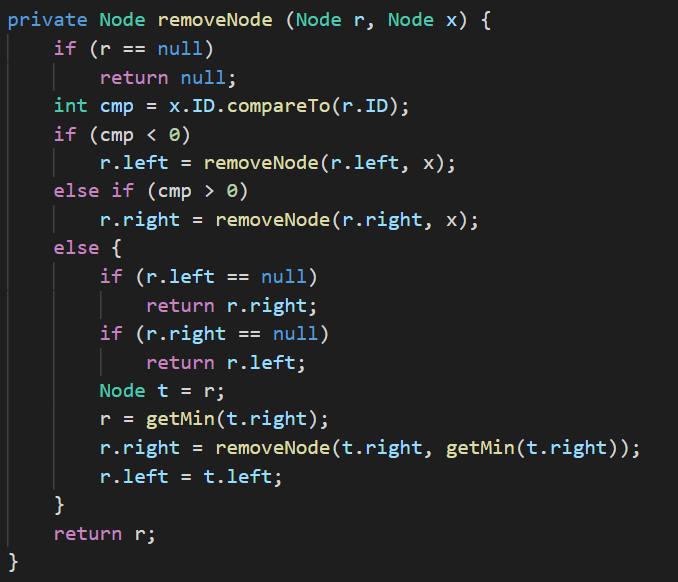 private Node removeNode (Node r, Node x) {
    if (r == null)
        return null;
    int cmp = x.ID.compareTo(r.ID);
    if (cmp < 0)
        r.left = removeNode(r.left, x);
    else if (cmp > 0)
        r.right = removeNode(r.right, x);
    else {
        if (r.left == null)
            return r.right;
        if (r.right == null)
            return r.left;
        Node t = r;
        r = getMin(t.right);
        r.right = removeNode(t.right, getMin(t.right));
        r.left = t.left;
    }
    return r;
}